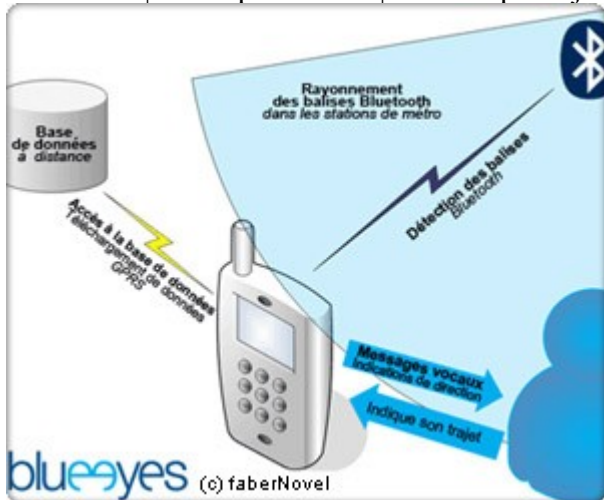 Rayonnement
des balises Bluetooth
dans les stations de métro
Base
de données
a distance
Détection des balises
Bluetooth
Accès à la base de données
Téléchargement de données
GPRS
Messages vocaux
indications de direction
Indique son trajet
blueeyes (c) faberNovel